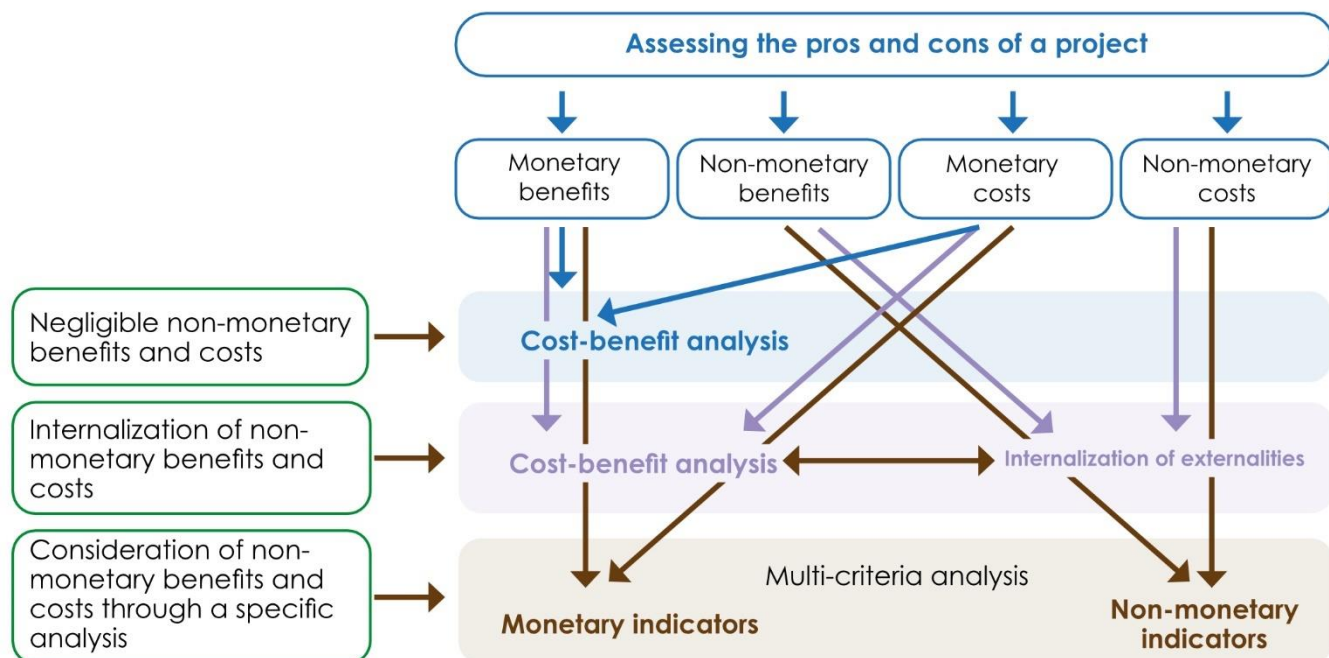 Assessing the pros and cons of a project
Monetary
benefits
Non-monetary
benefits
Monetary
costs
Non-monetary
costs
Negligible non-monetary
benefits and costs
Cost-benefit analysis
Internalization of non-
monetary benefits and
costs
Cost-benefit analysis
Internalization of externalities
Consideration of non-
monetary benefits and
costs through a specific
analysis
Multi-criteria analysis
Monetary indicators
Non-monetary
indicators